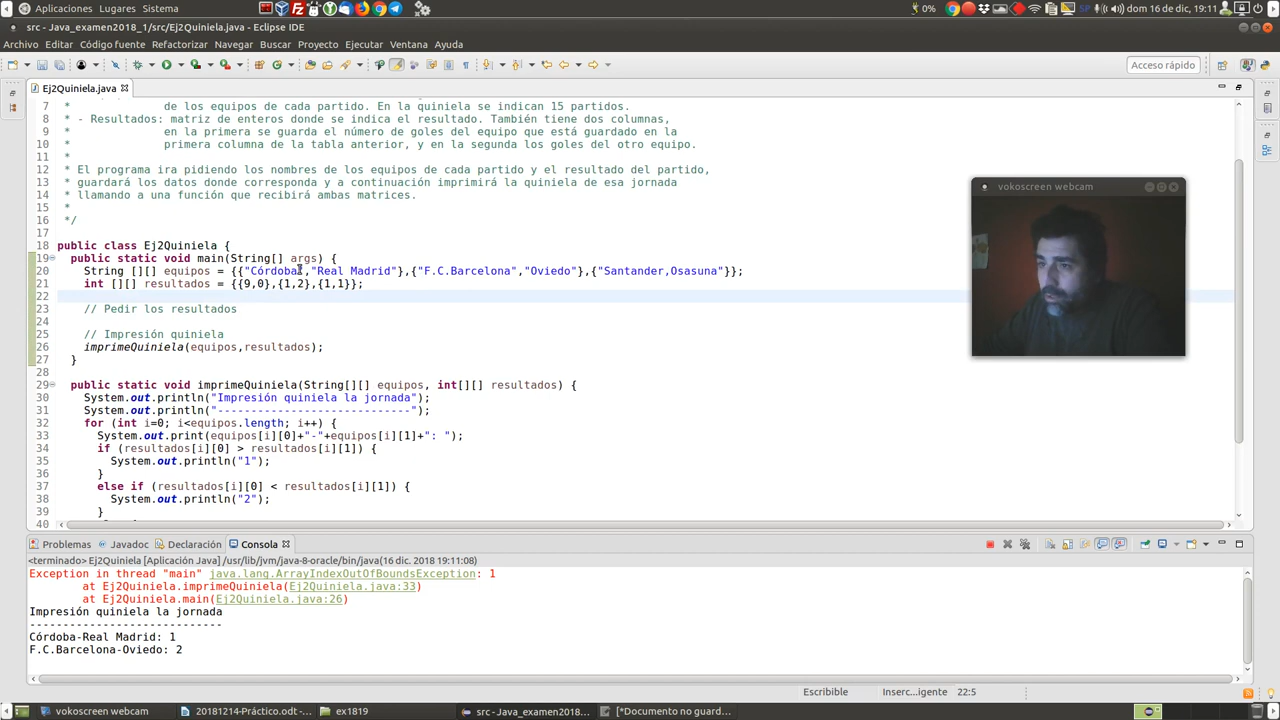 Aplicaciones Lugares Sistema
0% SP dom 16 de dic, 19:11
src - Java_examen2018_1/src/Ej2Quiniela.java - Eclipse IDE
Archivo Editar Código fuente Refactorizar Navegar Buscar Proyecto Ejecutar Ventana Ayuda
Acceso rápido
Ej2Quiniela.java
7 * de los equipos de cada partido. En la quiniela se indican 15 partidos.
8 * - Resultados: matriz de enteros donde se indica el resultado. También tiene dos columnas,
9 * en la primera se guarda el número de goles del equipo que está guardado en la
10 * primera columna de la tabla anterior, y en la segunda los goles del otro equipo.
11 *
12 * El programa ira pidiendo los nombres de los equipos de cada partido y el resultado del partido,
13 * guardará los datos donde corresponda y a continuación imprimirá la quiniela de esa jornada
14 * llamando a una función que recibirá ambas matrices.
15 *
16 */
17
18 public class Ej2Quiniela {
19 public static void main(String[] args) {
20 String [][] equipos = {{"Córdoba","Real Madrid"},{"F.C.Barcelona","Oviedo"},{"Santander,Osasuna"}};
21 int [][] resultados = {{9,0},{1,2},{1,1}};
22
23 // Pedir los resultados
24
25 // Impresión quiniela
26 imprimeQuiniela(equipos,resultados);
27 }
28
29 public static void imprimeQuiniela(String[][] equipos, int[][] resultados) {
30 System.out.println("Impresión quiniela la jornada");
31 System.out.println("-----------------------------");
32 for (int i=0; i<equipos.length; i++) {
33 System.out.print(equipos[i][0]+"-"+equipos[i][1]+": ");
34 if (resultados[i][0] > resultados[i][1]) {
35 System.out.println("1");
36 }
37 else if (resultados[i][0] < resultados[i][1]) {
38 System.out.println("2");
39 }
40
vokoscreen webcam
Problemas Javadoc Declaración Consola
<terminado> Ej2Quiniela [Aplicación Java] /usr/lib/jvm/java-8-oracle/bin/java (16 dic. 2018 19:11:08)
Exception in thread "main" java.lang.ArrayIndexOutOfBoundsException: 1
at Ej2Quiniela.imprimeQuiniela(Ej2Quiniela.java:33)
at Ej2Quiniela.main(Ej2Quiniela.java:26)
Impresión quiniela la jornada
-----------------------------
Córdoba-Real Madrid: 1
F.C.Barcelona-Oviedo: 2
Escribible Inserc...igente 22:5
vokoscreen webcam 20181214-Práctico.odt -... ex1819 src - Java_examen2018... [*Documento no guard...